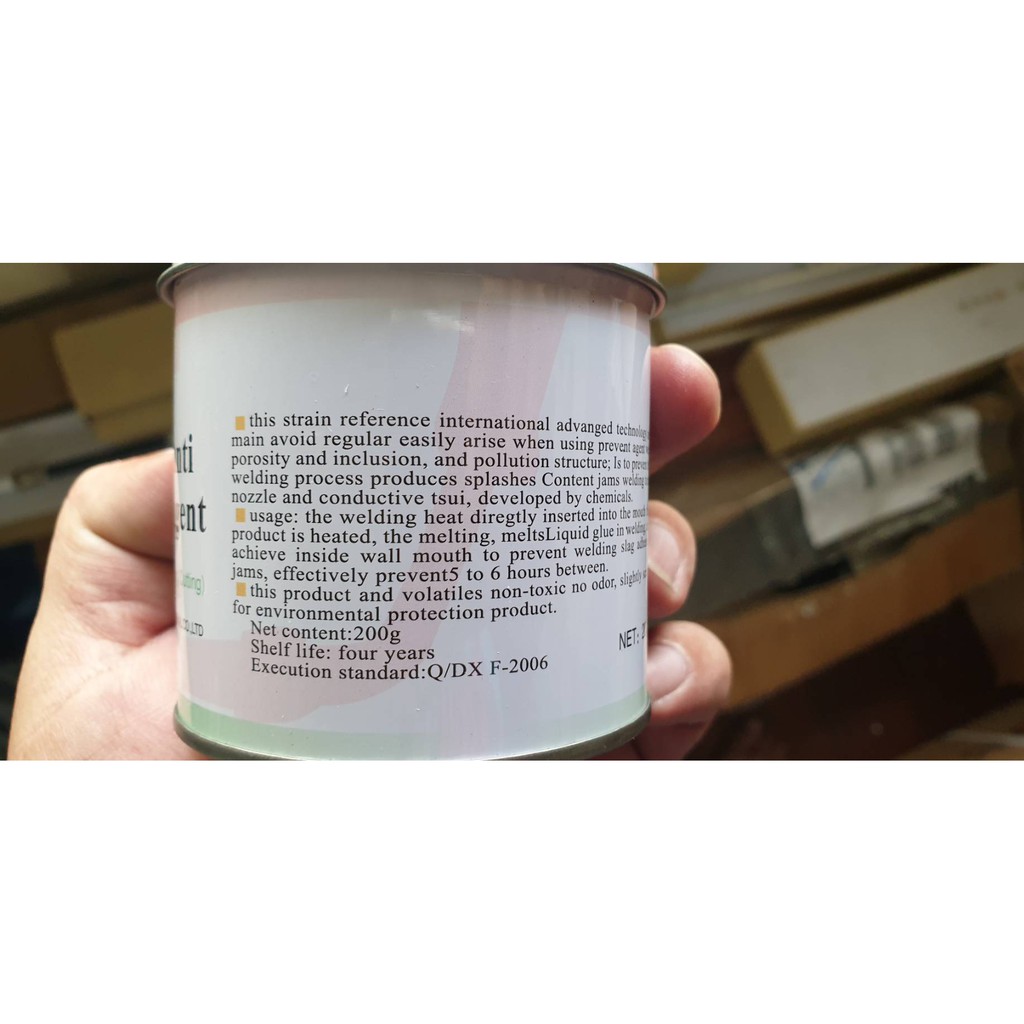 this strain reference international advanged technology
main avoid regular easily arise when using prevent agent
porosity and inclusion, and pollution structure; Is to prevent
welding process produces splashes Content jams welding
nozzle and conductive tsui, developed by chemicals.
usage: the welding heat diregtly inserted into the mouth
product is heated, the melting, meltsLiquid glue in welding,
achieve inside wall mouth to prevent welding slag
jams, effectively prevent5 to 6 hours between.
this product and volatiles non-toxic no odor, slightly
for environmental protection product.
Net content:200g
Shelf life: four years
Execution standard:Q/DX F-2006
NET:
CO.,LTD